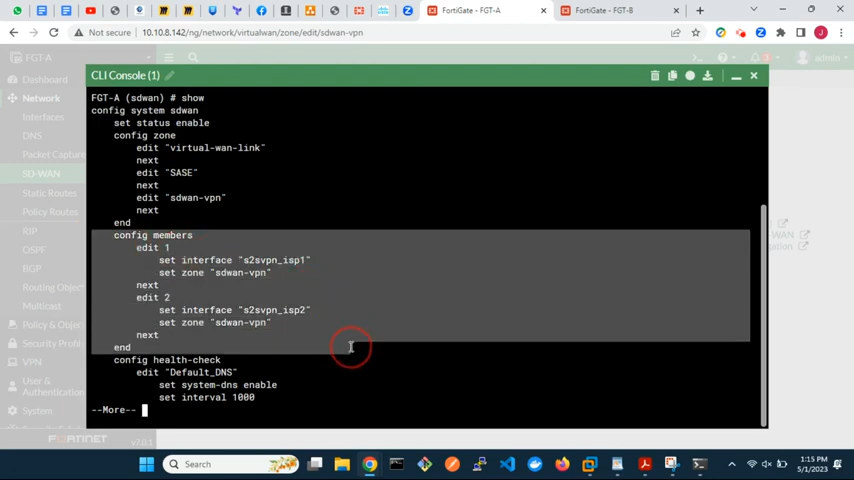 FortiGate - FGT-A
FortiGate - FGT-B
Not secure
10.10.8.142/ng/network/virtualwan/zone/edit/sdwan-vpn
FGT-A
admin
CLI Console (1)
Dashboard
Network
Interfaces
DNS
Packet Capture
SD-WAN
Static Routes
Policy Routes
RIP
OSPF
BGP
Routing Obje
Multicast
Policy & Obje
Security Profi
VPN
User &
Authentication
System
FORTINET
v7.0.1
FGT-A (sdwan) # show
config system sdwan
set status enable
config zone
edit "virtual-wan-link"
next
edit "SASE"
next
edit "sdwan-vpn"
next
end
config members
edit 1
set interface "s2svpn_isp1"
set zone "sdwan-vpn"
next
edit 2
set interface "s2svpn_isp2"
set zone "sdwan-vpn"
next
end
config health-check
edit "Default_DNS"
set system-dns enable
set interval 1000
--More--
-WAN
gation
Search
1:15 PM
5/1/2023